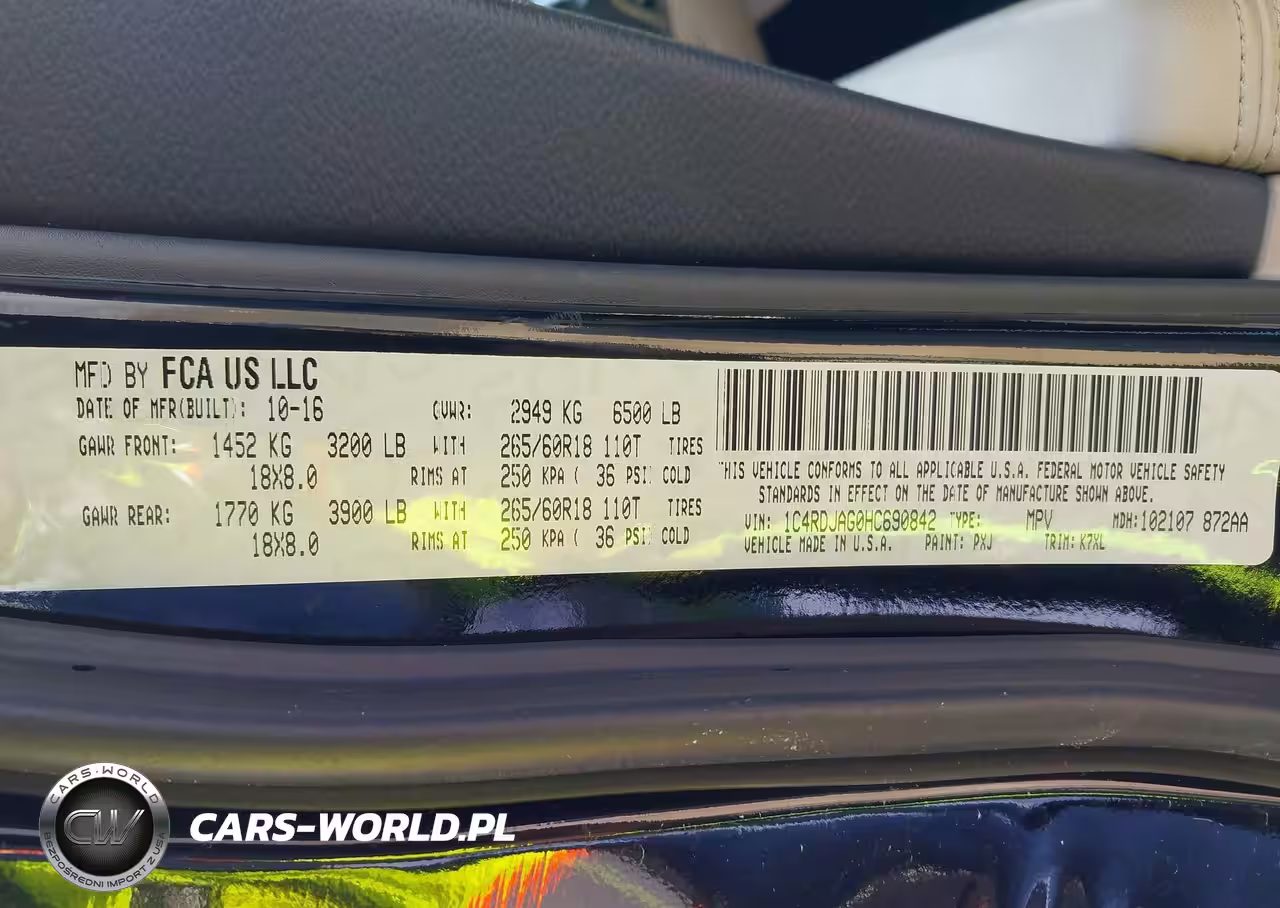 MFD BY FCA US LLC
DATE OF MFR(BUILT): 10-16 GVWR: 2949 KG 6500 LB
GAWR FRONT: 1452 KG 3200 LB WITH 265/60R18 110T TIRES
18X8.0 RIMS AT 250 KPA ( 36 PSI) COLD
GAWR REAR: 1770 KG 3900 LB WITH 265/60R18 110T TIRES
18X8.0 RIMS AT 250 KPA ( 36 PSI) COLD
THIS VEHICLE CONFORMS TO ALL APPLICABLE U.S.A. FEDERAL MOTOR VEHICLE SAFETY
STANDARDS IN EFFECT ON THE DATE OF MANUFACTURE SHOWN ABOVE.
VIN: 1C4RDJAG0HC690842 TYPE: MPV MDH:102107 872AA
VEHICLE MADE IN U.S.A. PAINT: PXJ TRIM: K7XL
CARS-WORLD
CW
BEZPOŚREDNI IMPORT Z USA
CARS-WORLD.PL